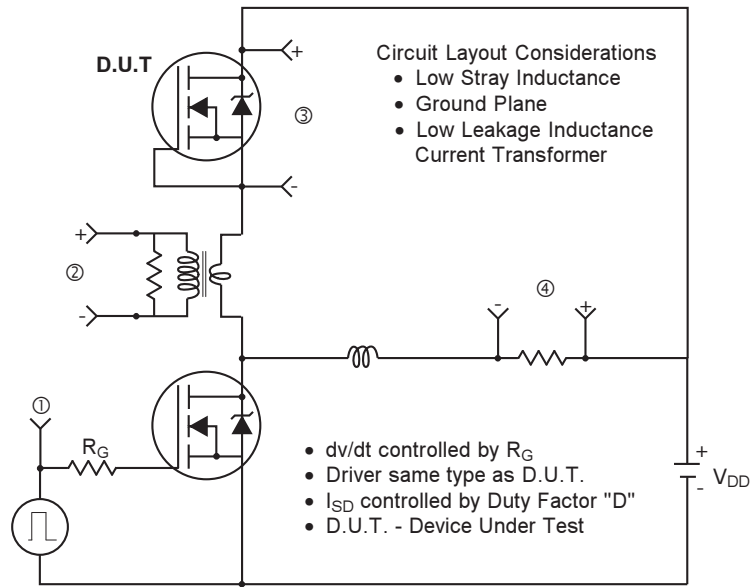 D.U.T
+
-
③
Circuit Layout Considerations
• Low Stray Inductance
• Ground Plane
• Low Leakage Inductance
Current Transformer
+
②
-
④
-
+
①
R_G
• dv/dt controlled by R_G
• Driver same type as D.U.T.
• I_SD controlled by Duty Factor "D"
• D.U.T. - Device Under Test
+
-
V_DD